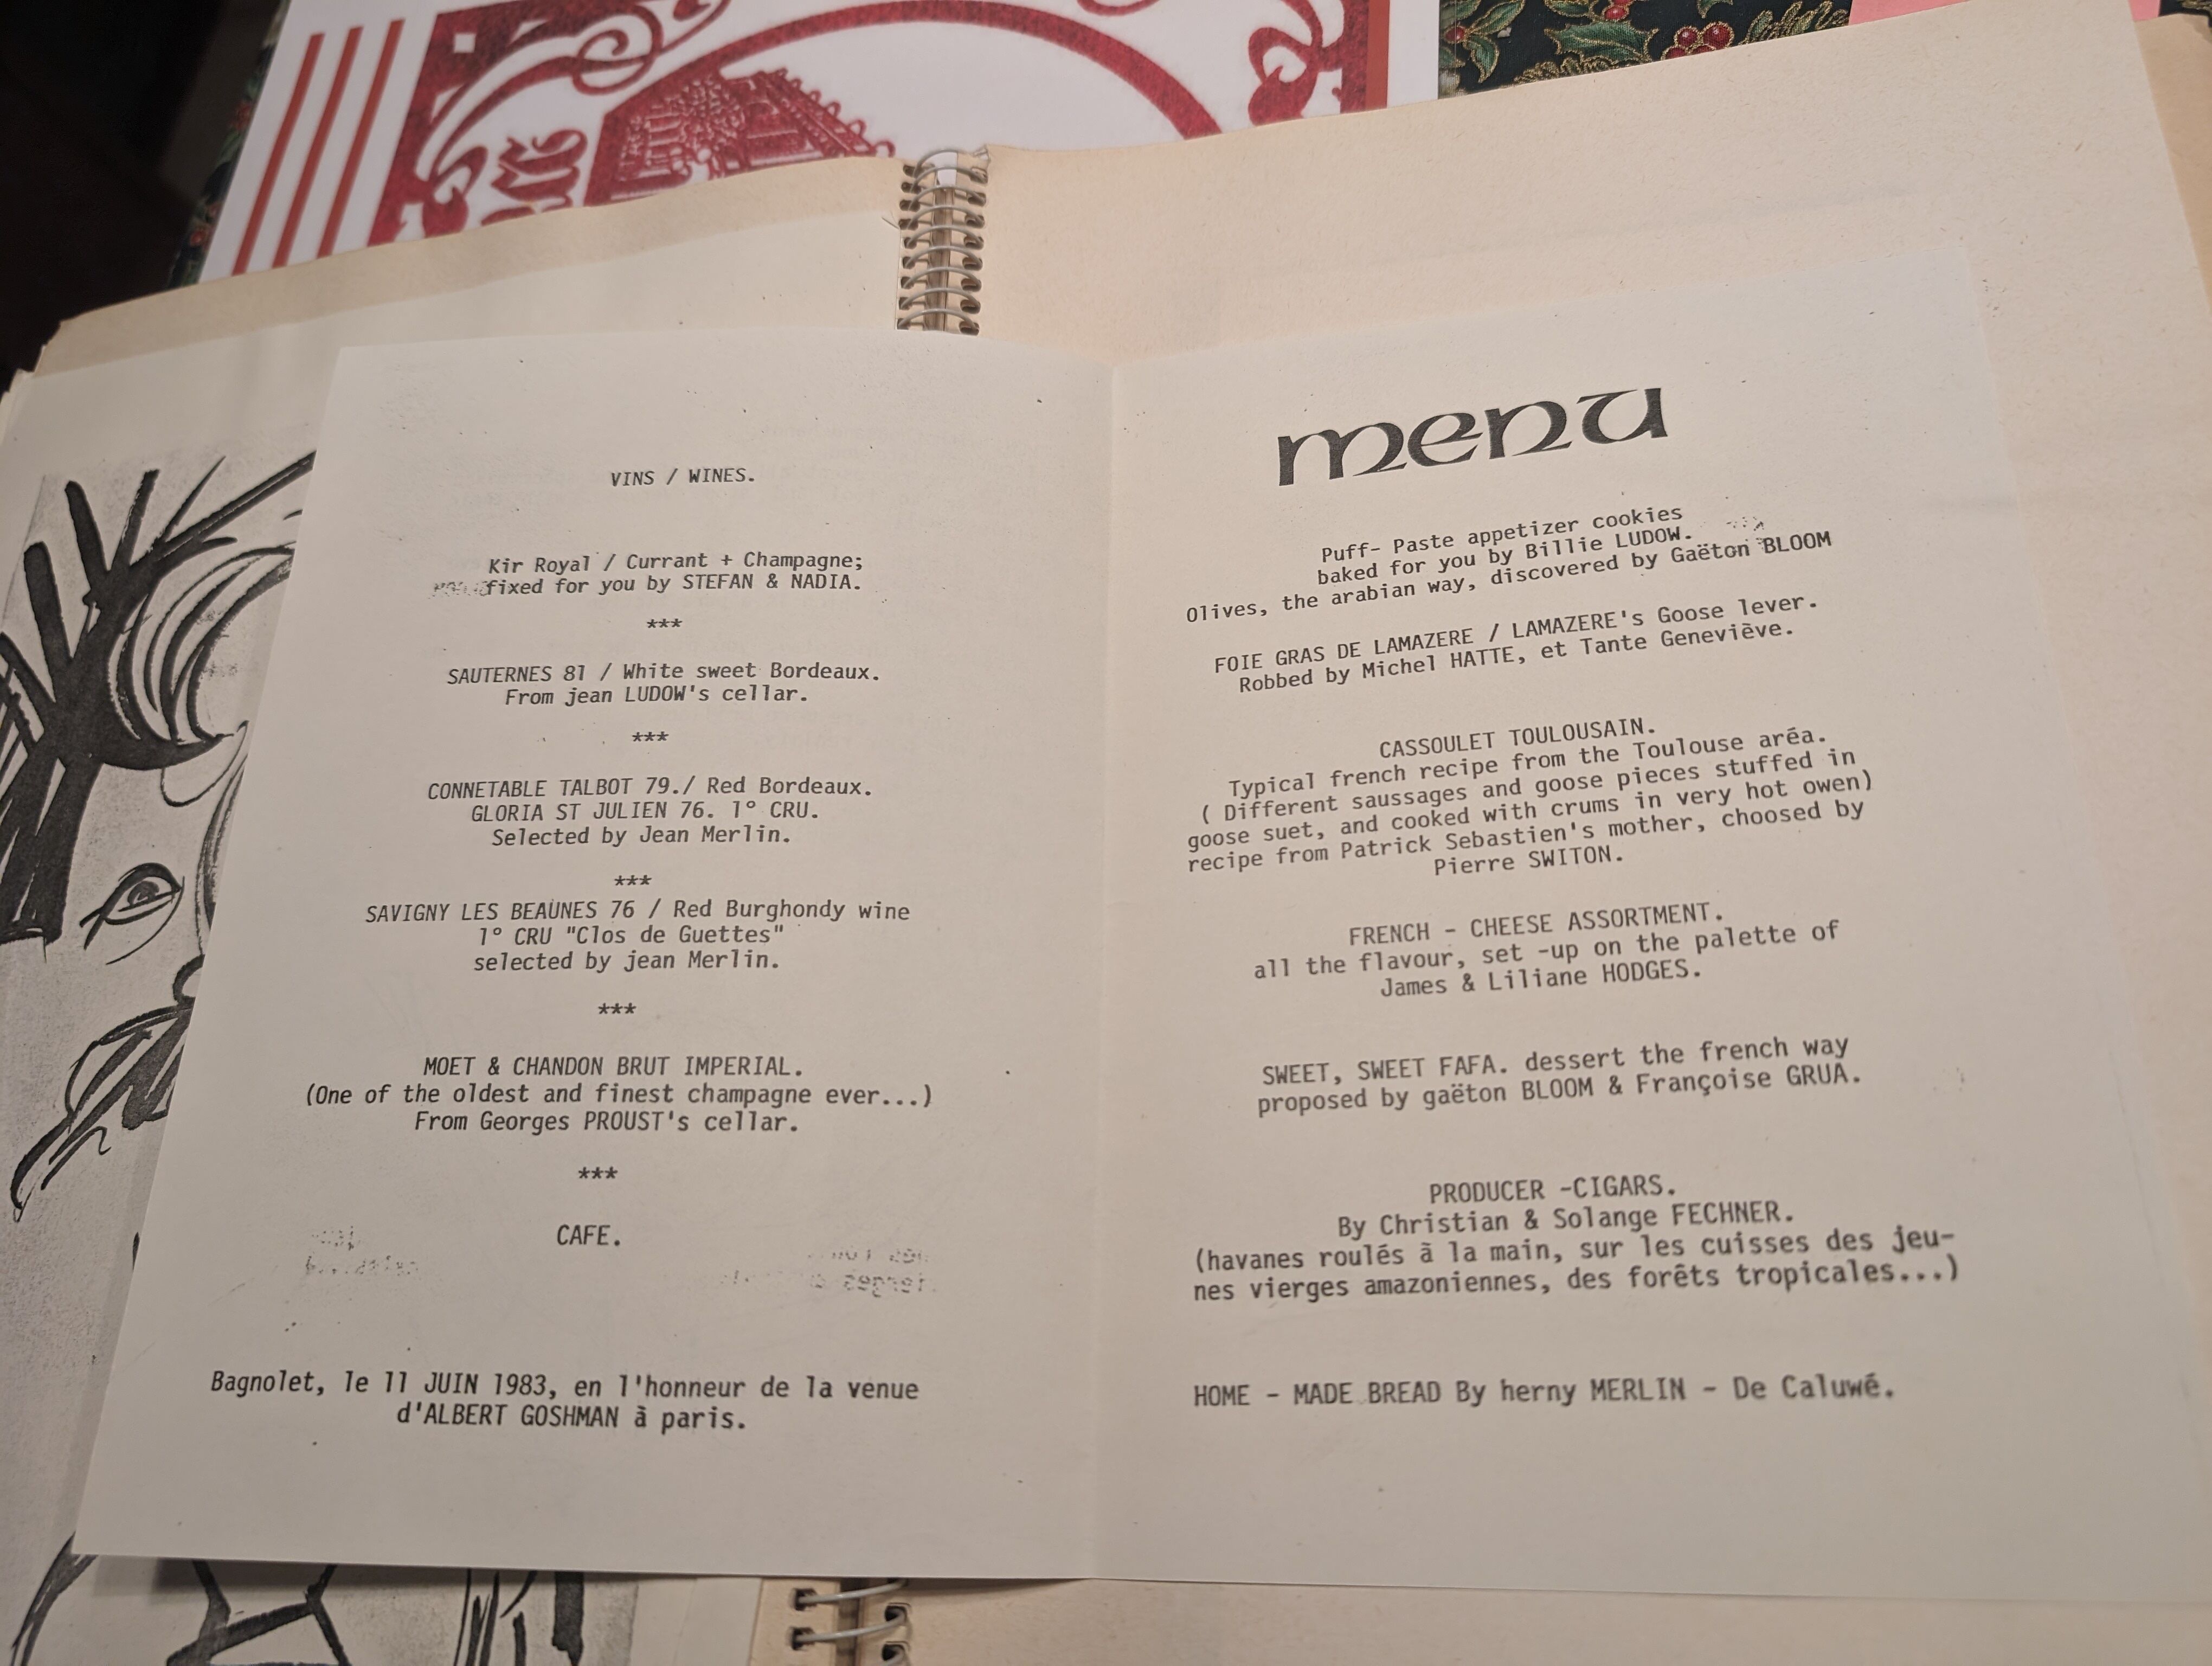 VINS / WINES.
Kir Royal / Currant + Champagne;
fixed for you by STEFAN & NADIA.
***
SAUTERNES 81 / White sweet Bordeaux.
From jean LUDOW's cellar.
***
CONNETABLE TALBOT 79./ Red Bordeaux.
GLORIA ST JULIEN 76. 1° CRU.
Selected by Jean Merlin.
***
SAVIGNY LES BEAUNES 76 / Red Burghondy wine
1° CRU "Clos de Guettes"
selected by jean Merlin.
***
MOET & CHANDON BRUT IMPERIAL.
(One of the oldest and finest champagne ever...)
From Georges PROUST's cellar.
***
CAFE.
Bagnolet, le 11 JUIN 1983, en l'honneur de la venue
d'ALBERT GOSHMAN à paris.
menu
Puff- Paste appetizer cookies
baked for you by Billie LUDOW.
Olives, the arabian way, discovered by Gaëton BLOOM
FOIE GRAS DE LAMAZERE / LAMAZERE's Goose lever.
Robbed by Michel HATTE, et Tante Geneviève.
CASSOULET TOULOUSAIN.
Typical french recipe from the Toulouse aréa.
( Different saussages and goose pieces stuffed in
goose suet, and cooked with crums in very hot owen)
recipe from Patrick Sebastien's mother, choosed by
Pierre SWITON.
FRENCH - CHEESE ASSORTMENT.
all the flavour, set -up on the palette of
James & Liliane HODGES.
SWEET, SWEET FAFA. dessert the french way
proposed by gaëton BLOOM & Françoise GRUA.
PRODUCER -CIGARS.
By Christian & Solange FECHNER.
(havanes roulés à la main, sur les cuisses des jeu-
nes vierges amazoniennes, des forêts tropicales...)
HOME - MADE BREAD By herny MERLIN - De Caluwé.